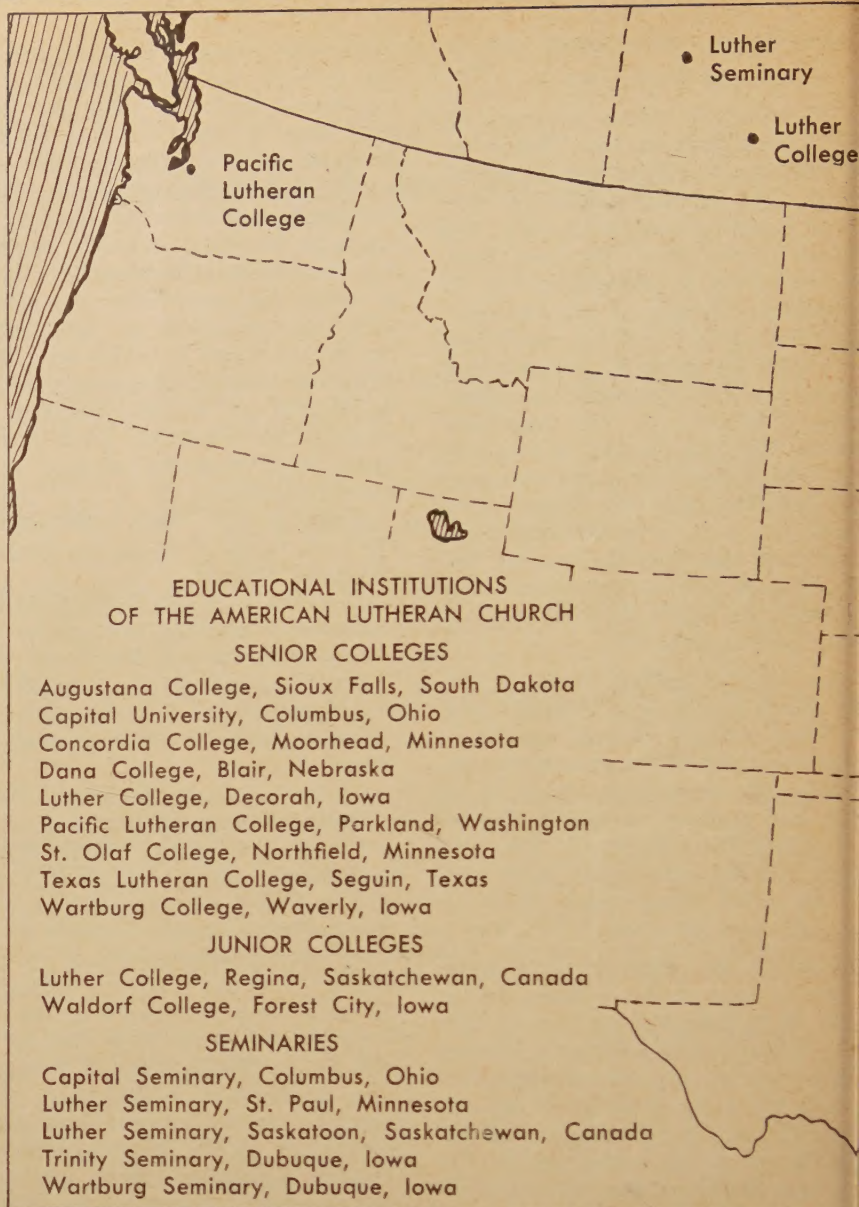 Luther
Seminary
Luther
College
Pacific
Lutheran
College
EDUCATIONAL INSTITUTIONS
OF THE AMERICAN LUTHERAN CHURCH
SENIOR COLLEGES
Augustana College, Sioux Falls, South Dakota
Capital University, Columbus, Ohio
Concordia College, Moorhead, Minnesota
Dana College, Blair, Nebraska
Luther College, Decorah, Iowa
Pacific Lutheran College, Parkland, Washington
St. Olaf College, Northfield, Minnesota
Texas Lutheran College, Seguin, Texas
Wartburg College, Waverly, Iowa
JUNIOR COLLEGES
Luther College, Regina, Saskatchewan, Canada
Waldorf College, Forest City, Iowa
SEMINARIES
Capital Seminary, Columbus, Ohio
Luther Seminary, St. Paul, Minnesota
Luther Seminary, Saskatoon, Saskatchewan, Canada
Trinity Seminary, Dubuque, Iowa
Wartburg Seminary, Dubuque, Iowa